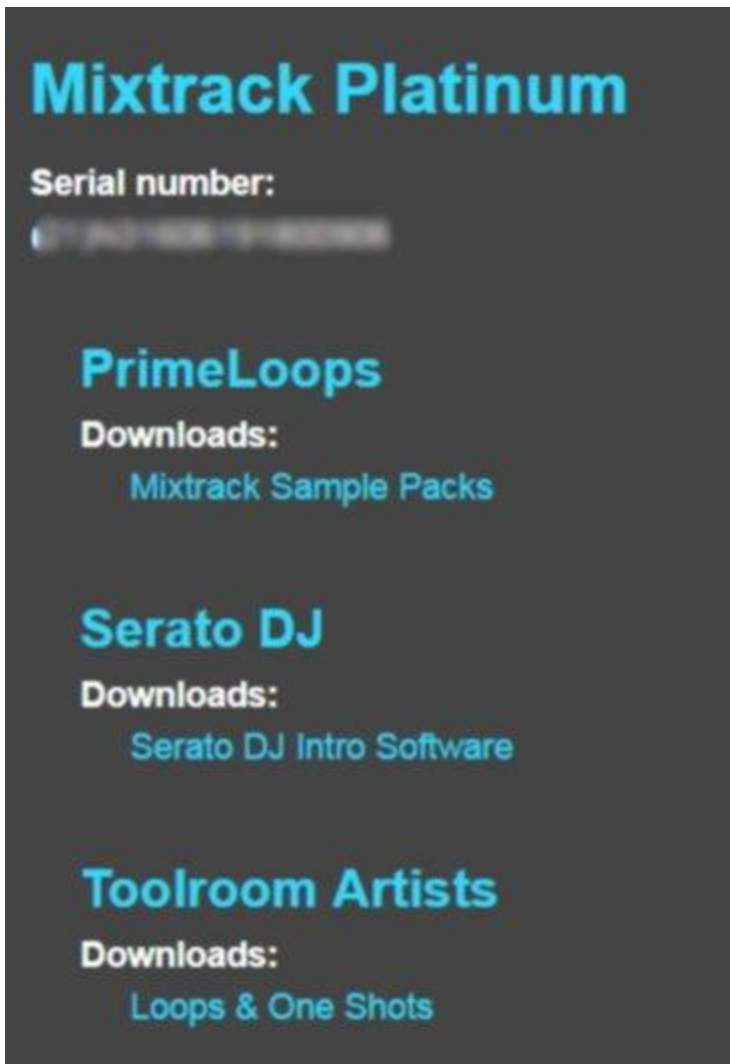 Mixtrack Platinum
Serial number:
PrimeLoops
Downloads:
Mixtrack Sample Packs
Serato DJ
Downloads:
Serato DJ Intro Software
Toolroom Artists
Downloads:
Loops & One Shots